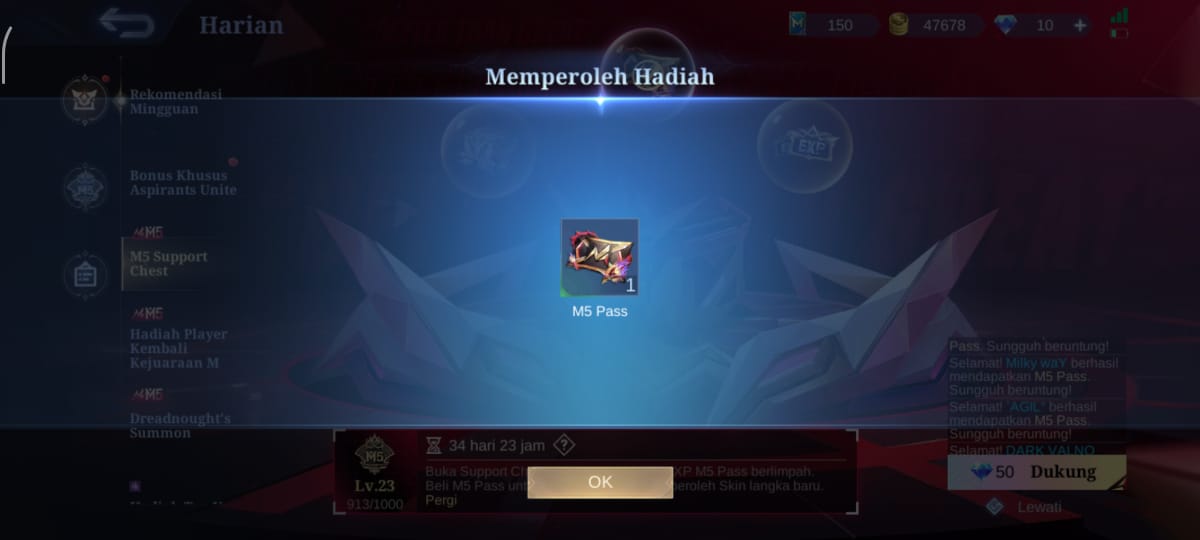 Harian
150
47678
10
Memperoleh Hadiah
Rekomendasi
Mingguan
EXP
M5
Bonus Khusus
Aspirants Unite
M5
M5 Support
Chest
1
M5 Pass
M5
Hadiah Player
Kembali
Kejuaraan M
M5
Dreadnought's
Summon
Pass. Sungguh beruntung!
Selamat! Milky waY berhasil
mendapatkan M5 Pass.
Sungguh beruntung!
Selamat! "AGIL" berhasil
mendapatkan M5 Pass.
Sungguh beruntung!
Selamat! DARK VALNO
M5
Lv.23
913/1000
34 hari 23 jam
Buka Support Ch XP M5 Pass berlimpah.
Beli M5 Pass unt peroleh Skin langka baru.
Pergi
OK
50 Dukung
Lewati